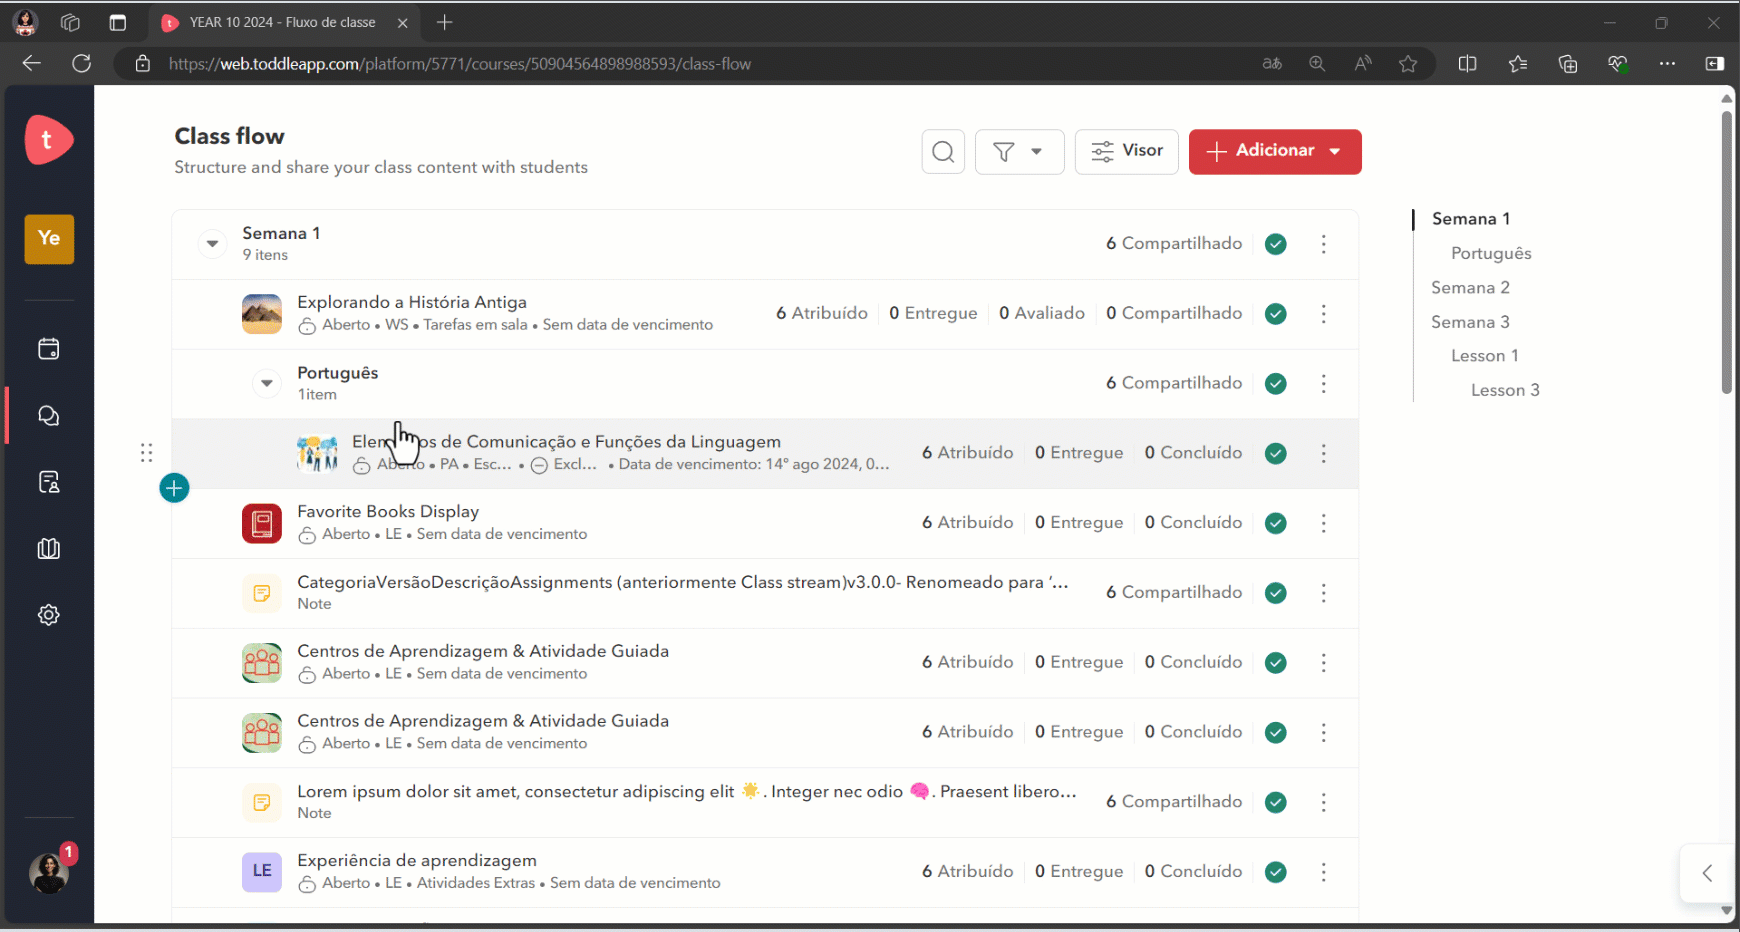 YEAR 10 2024 - Fluxo de classe
https://web.toddleapp.com/platform/5771/courses/50904564898988593/class-flow
t
Ye
1
Class flow
Structure and share your class content with students
Visor
Adicionar
Semana 1
9 itens
6 Compartilhado
Explorando a História Antiga
Aberto • WS • Tarefas em sala • Sem data de vencimento
6 Atribuído
0 Entregue
0 Avaliado
0 Compartilhado
Português
1item
6 Compartilhado
de Comunicação e Funções da Linguagem
• PA • Esc... • Excl... • Data de vencimento: 14º ago 2024, 0...
6 Atribuído
0 Entregue
0 Concluído
Favorite Books Display
Aberto • LE • Sem data de vencimento
6 Atribuído
0 Entregue
0 Concluído
CategoriaVersãoDescriçãoAssignments (anteriormente Class stream)v3.0.0- Renomeado para ‘...
Note
6 Compartilhado
Centros de Aprendizagem & Atividade Guiada
Aberto • LE • Sem data de vencimento
6 Atribuído
0 Entregue
0 Concluído
Centros de Aprendizagem & Atividade Guiada
Aberto • LE • Sem data de vencimento
6 Atribuído
0 Entregue
0 Concluído
Lorem ipsum dolor sit amet, consectetur adipiscing elit 🌟. Integer nec odio 🧠. Praesent libero...
Note
6 Compartilhado
LE
Experiência de aprendizagem
Aberto • LE • Atividades Extras • Sem data de vencimento
6 Atribuído
0 Entregue
0 Concluído
Semana 1
Português
Semana 2
Semana 3
Lesson 1
Lesson 3